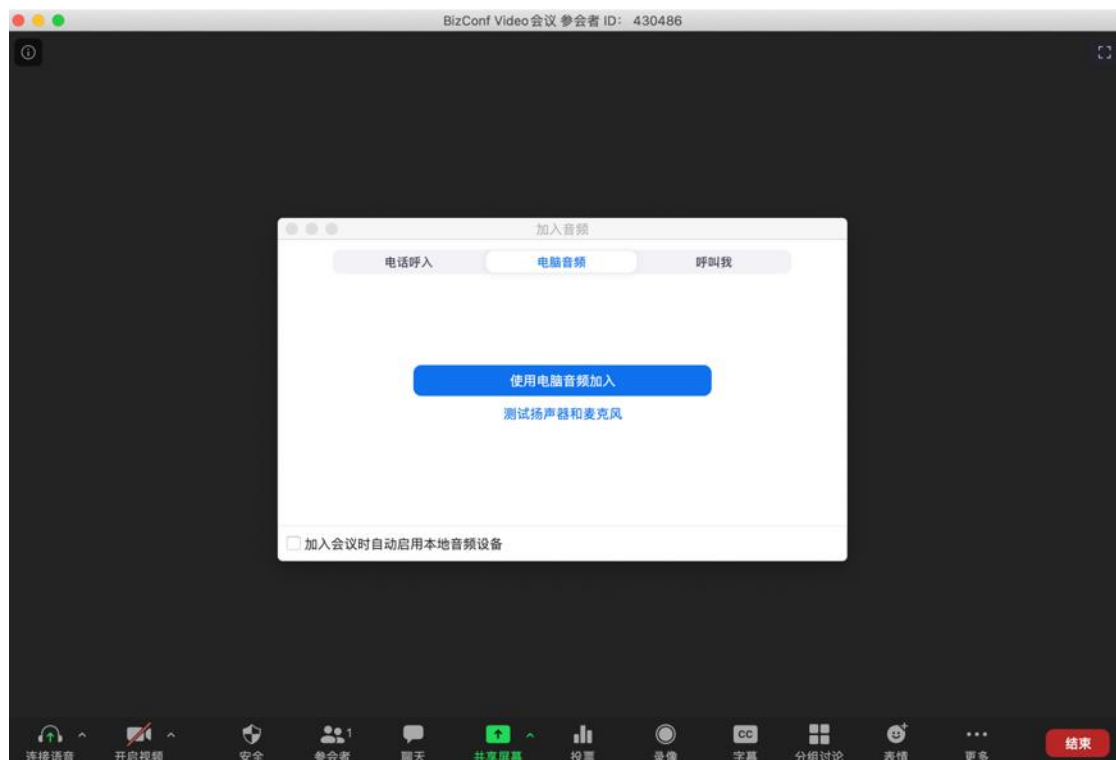 BizConf Video会议 参会者 ID： 430486
加入音频
电话呼入 电脑音频 呼叫我
使用电脑音频加入
测试扬声器和麦克风
加入会议时自动启用本地音频设备
1
CC
连接语音 开启视频 安全 参会者 聊天 共享屏幕 投票 录像 字幕 分组讨论 表情 更多 结束